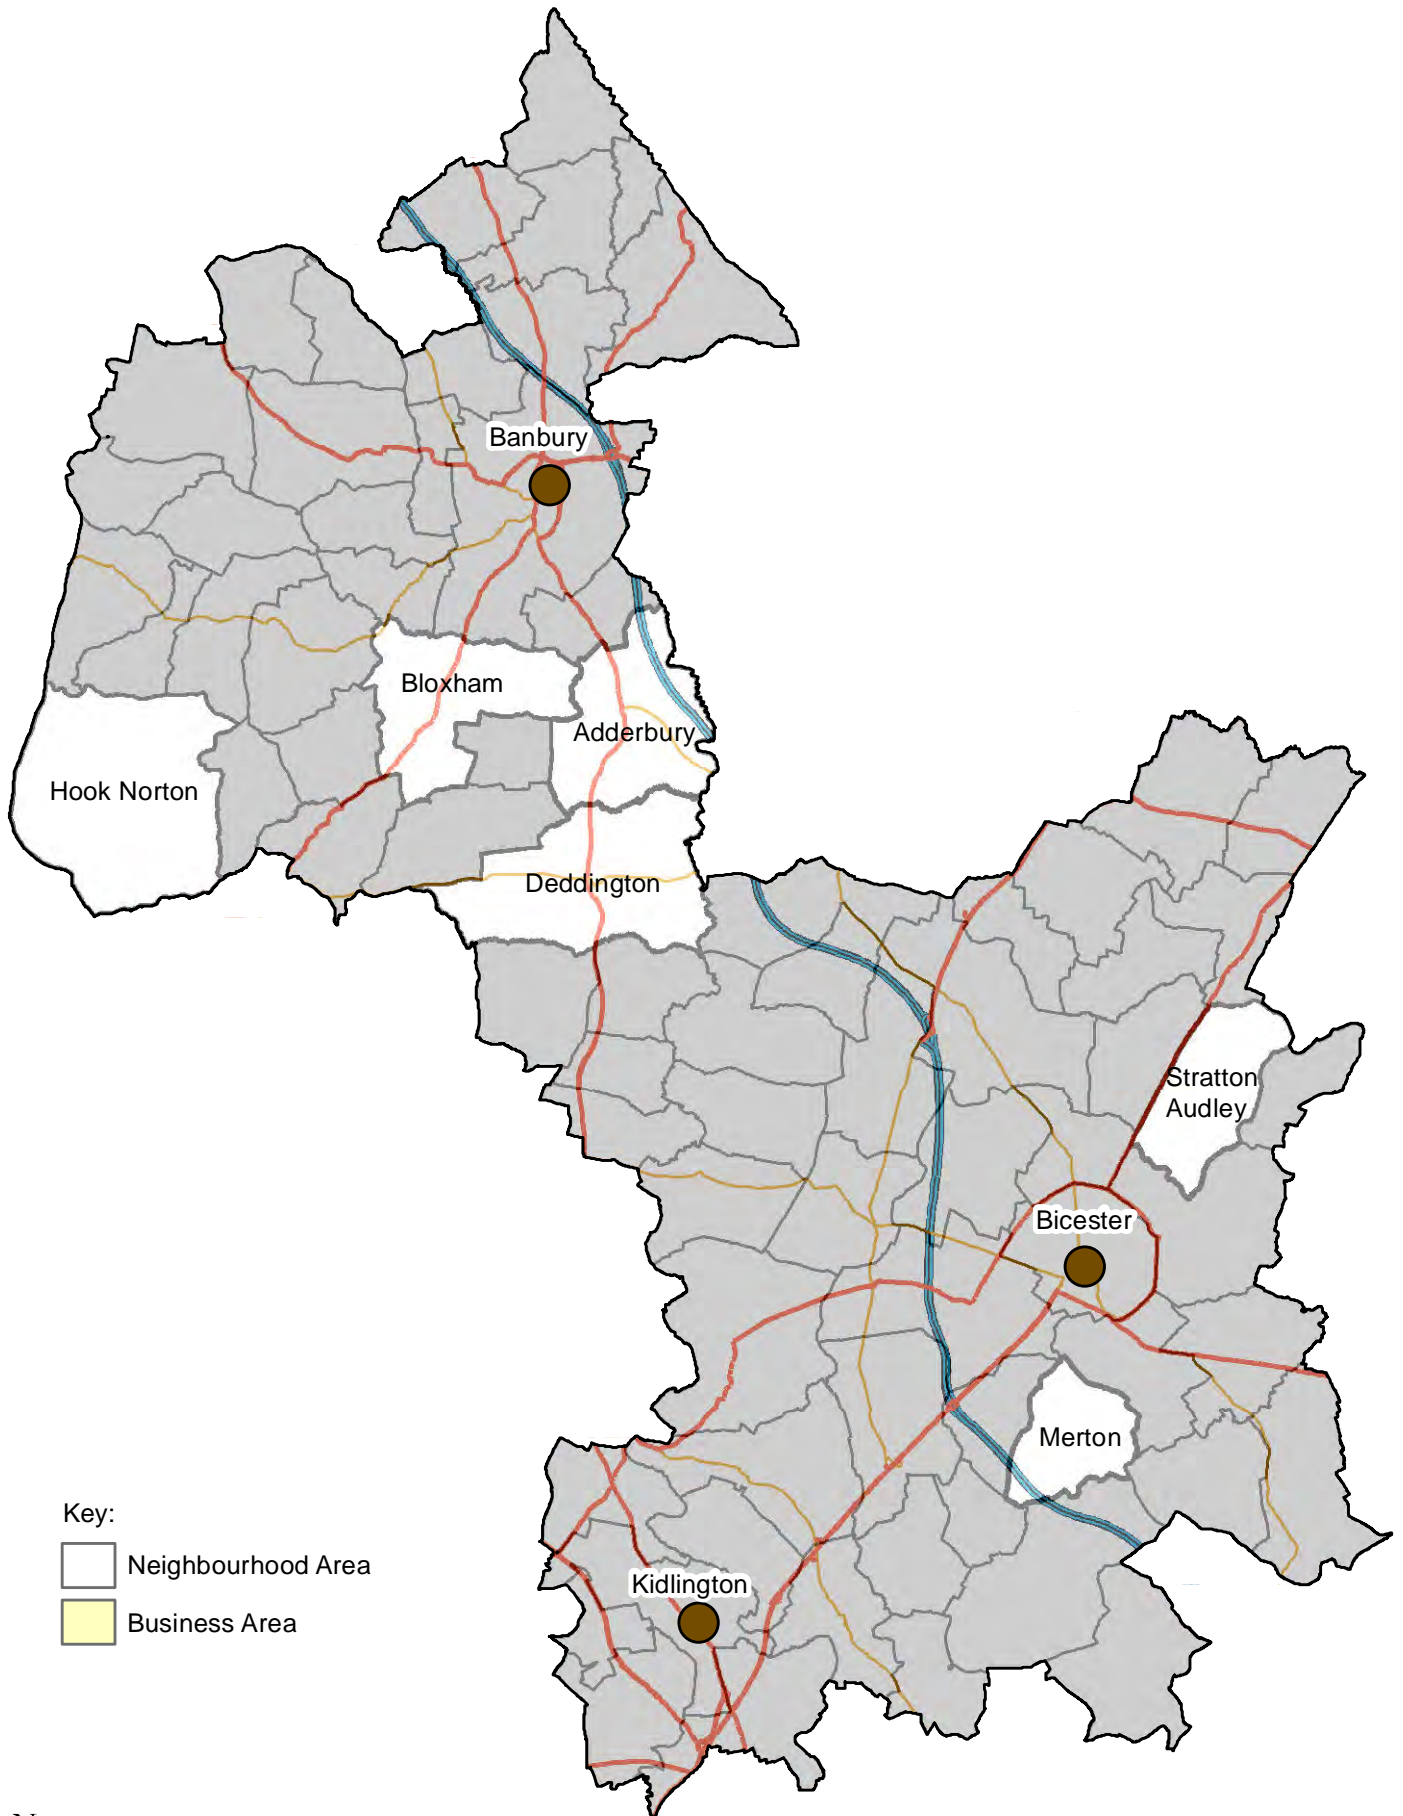 Banbury
Bloxham
Adderbury
Hook Norton
Deddington
Stratton
Audley
Bicester
Merton
Key:
Neighbourhood Area
Kidlington
Business Area
N